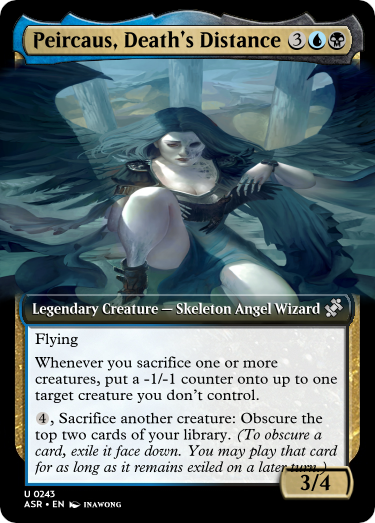 Peircaus, Death's Distance 3
Legendary Creature — Skeleton Angel Wizard
Flying
Whenever you sacrifice one or more
creatures, put a -1/-1 counter onto up to one
target creature you don't control.
4, Sacrifice another creature: Obscure the
top two cards of your library. (To obscure a
card, exile it face down. You may play that card
for as long as it remains exiled on a later turn.)
3/4
U 0243
ASR • EN INAWONG